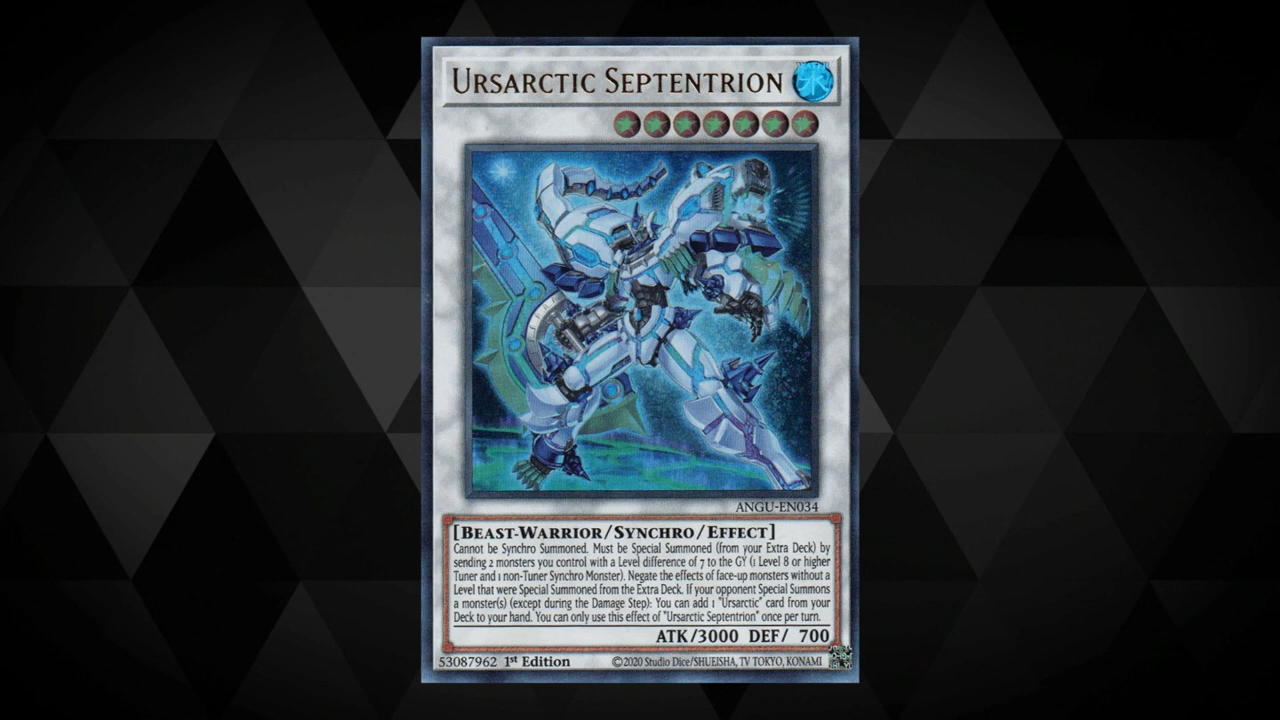 URSARCTIC SEPTENTRION
水
ANGU-EN034
[BEAST-WARRIOR/SYNCHRO/EFFECT]
Cannot be Synchro Summoned. Must be Special Summoned (from your Extra Deck) by
sending 2 monsters you control with a Level difference of 7 to the GY (1 Level 8 or higher
Tuner and 1 non-Tuner Synchro Monster). Negate the effects of face-up monsters without a
Level that were Special Summoned from the Extra Deck. If your opponent Special Summons
a monster(s) (except during the Damage Step): You can add 1 "Ursarctic" card from your
Deck to your hand. You can only use this effect of "Ursarctic Septentrion" once per turn.
ATK/3000 DEF/ 700
53087962 1st Edition ©2020 Studio Dice/SHUEISHA, TV TOKYO, KONAMI